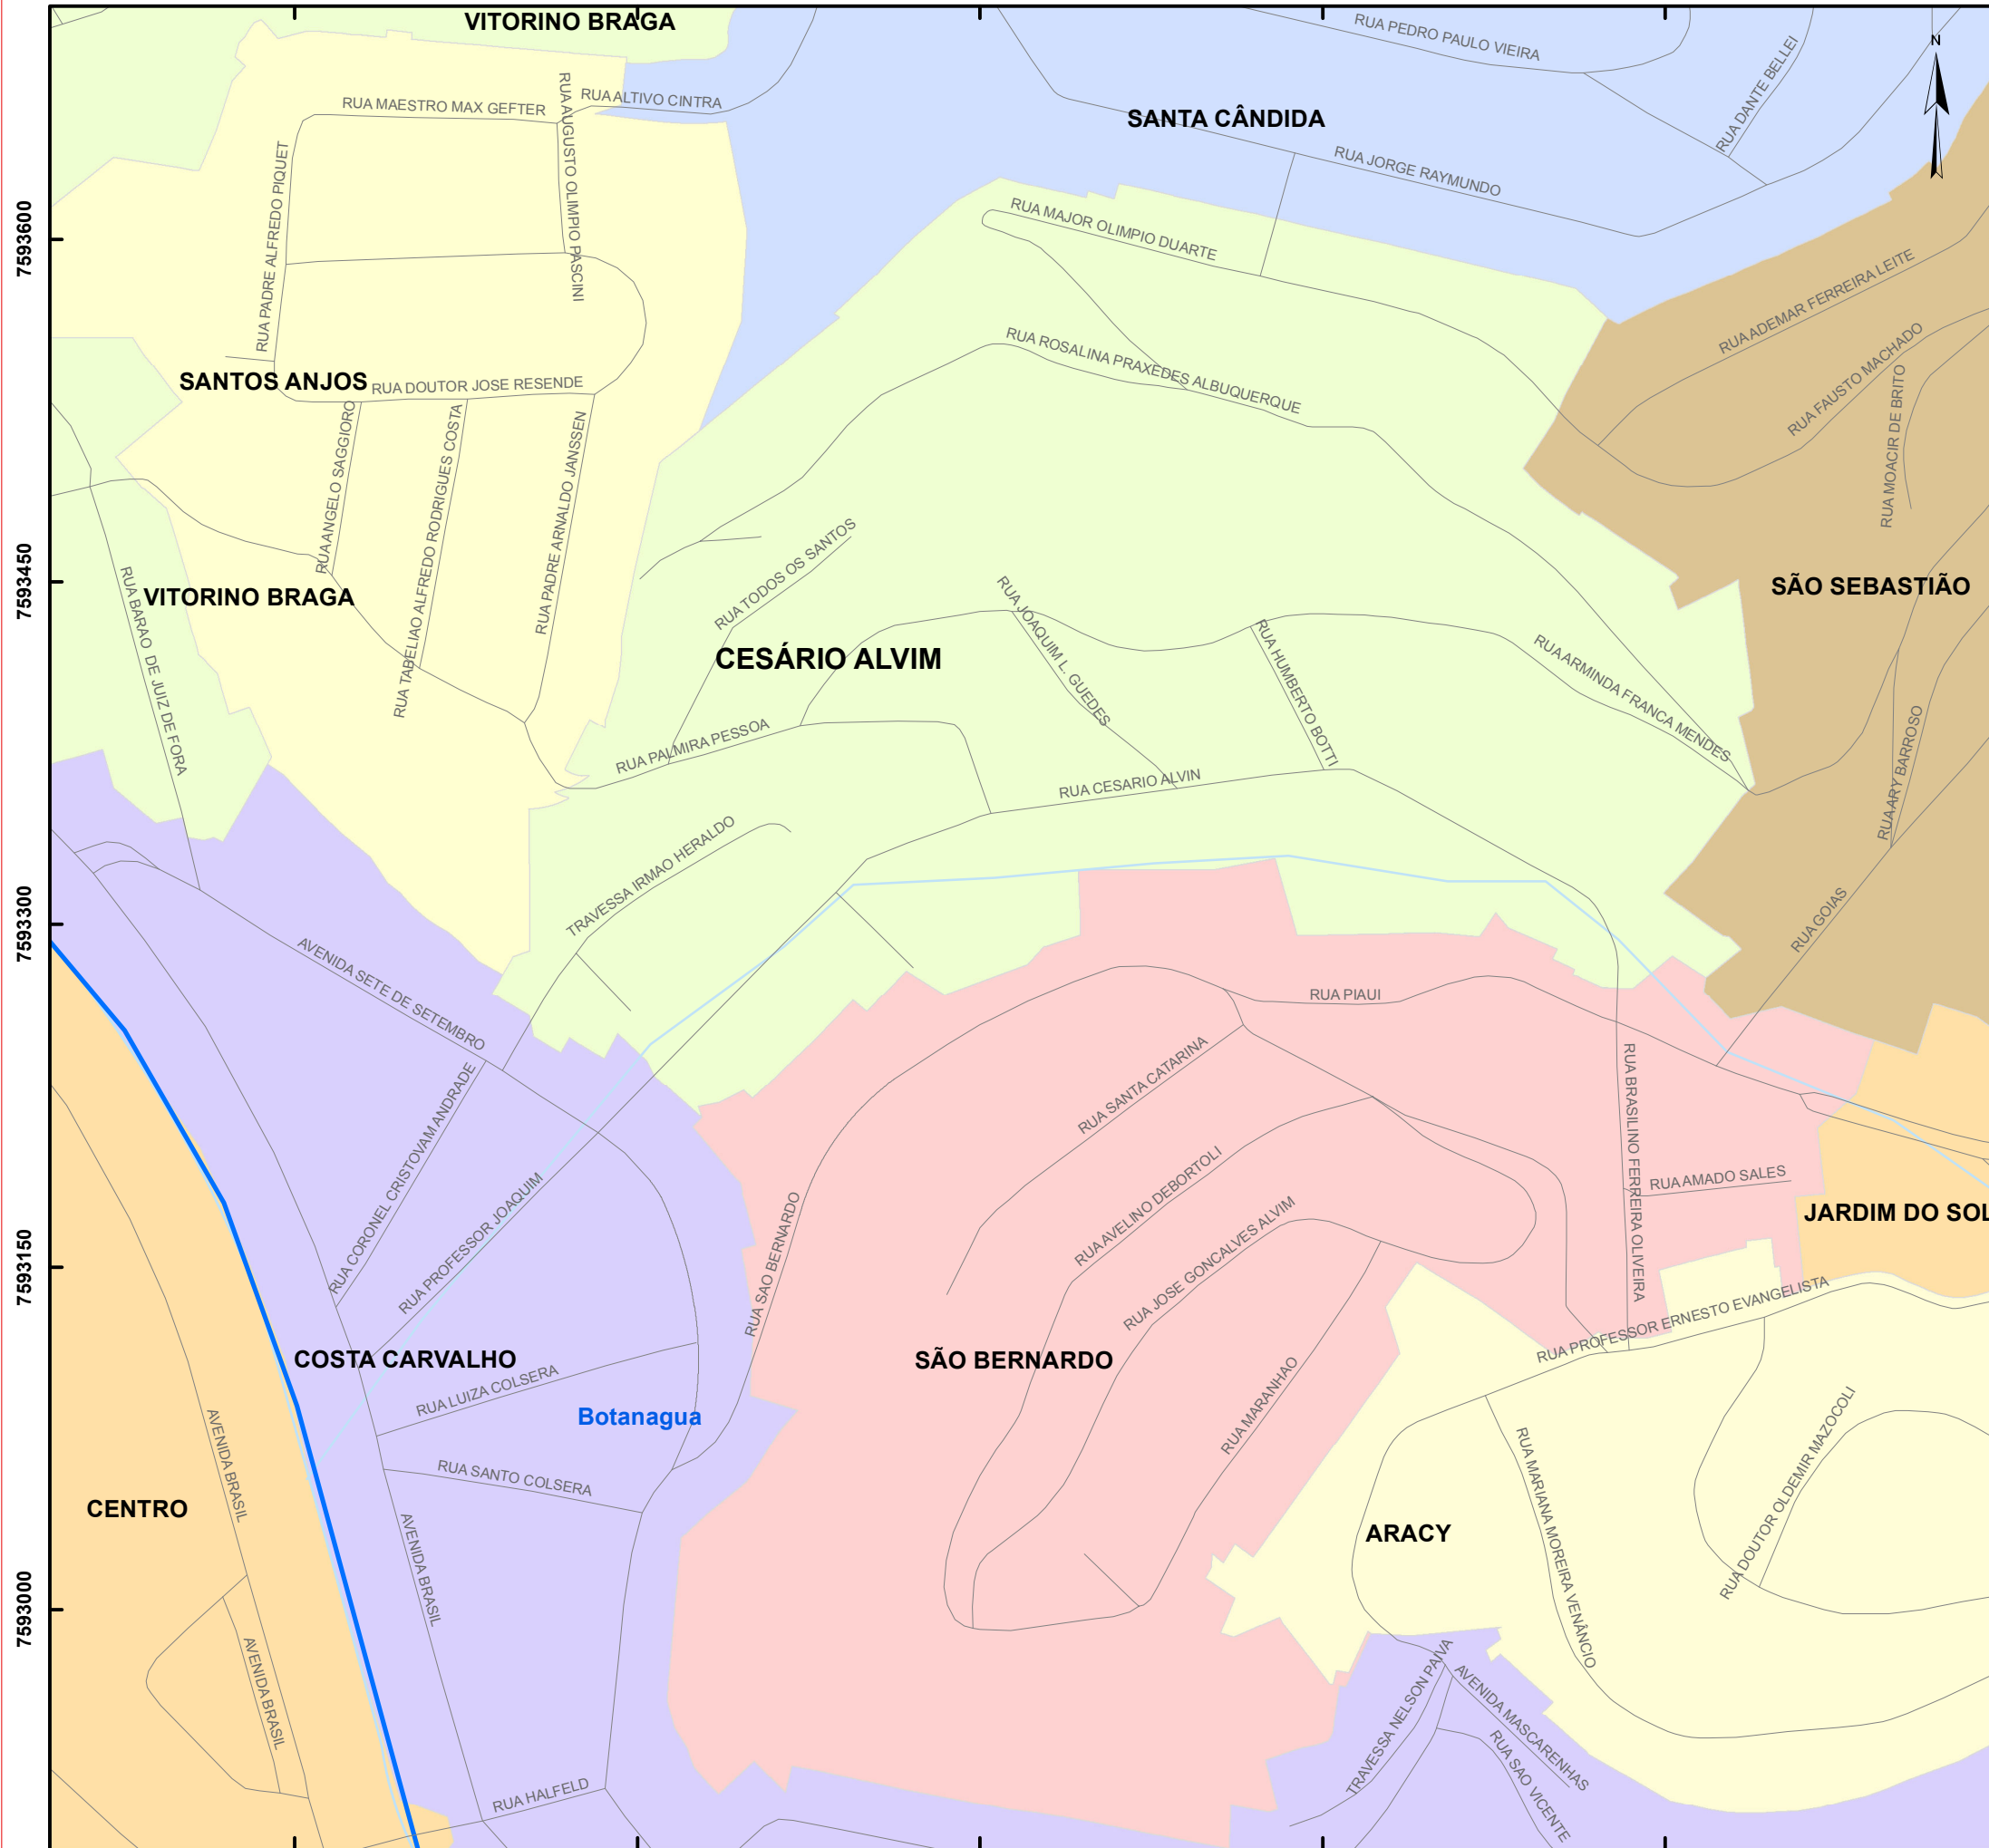 VITORINO BRAGA
RUA PEDRO PAULO VIEIRA
RUA DANTE BELLEI
N
RUA ALTIVO CINTRA
RUA MAESTRO MAX GEFTER
RUA AUGUSTO OLIMPIO PASCINI
SANTA CÂNDIDA
RUA JORGE RAYMUNDO
RUA PADRE ALFREDO PIQUET
RUA MAJOR OLIMPIO DUARTE
7593600
RUA ADEMAR FERREIRA LEITE
RUA FAUSTO MACHADO
RUA MOACIR DE BRITO
RUA ROSALINA PRAXEDES ALBUQUERQUE
SANTOS ANJOS
RUA DOUTOR JOSE RESENDE
RUA ANGELO SAGGIORO
RUA TABELIAO ALFREDO RODRIGUES COSTA
RUA PADRE ARNALDO JANSSEN
7593450
RUA TODOS OS SANTOS
RUA BARAO DE JUIZ DE FORA
VITORINO BRAGA
SÃO SEBASTIÃO
RUA JOAQUIM L. GUEDES
RUA HUMBERTO BOTTI
CESÁRIO ALVIM
RUA ARMINDA FRANCA MENDES
RUA PALMIRA PESSOA
RUA CESARIO ALVIN
RUA ARY BARROSO
TRAVESSA IRMAO HERALDO
7593300
RUA GOIAS
AVENIDA SETE DE SETEMBRO
RUA PIAUI
RUA SANTA CATARINA
RUA BRASILINO FERREIRA OLIVEIRA
RUA CORONEL CRISTOVAM ANDRADE
RUA PROFESSOR JOAQUIM
RUA AVELINO DEBORTOLI
RUA AMADO SALES
JARDIM DO SOL
RUA SAO BERNARDO
RUA JOSE GONCALVES ALVIM
7593150
RUA PROFESSOR ERNESTO EVANGELISTA
COSTA CARVALHO
SÃO BERNARDO
RUA LUIZA COLSERA
RUA MARANHAO
Botanagua
RUA SANTO COLSERA
AVENIDA BRASIL
RUA MARIANA MOREIRA VENÂNCIO
RUA DOUTOR OLDEMIR MAZOCOLI
CENTRO
ARACY
AVENIDA BRASIL
7593000
AVENIDA BRASIL
TRAVESSA NELSON PAIVA
AVENIDA MASCARENHAS
RUA SAO VICENTE
RUA HALFELD